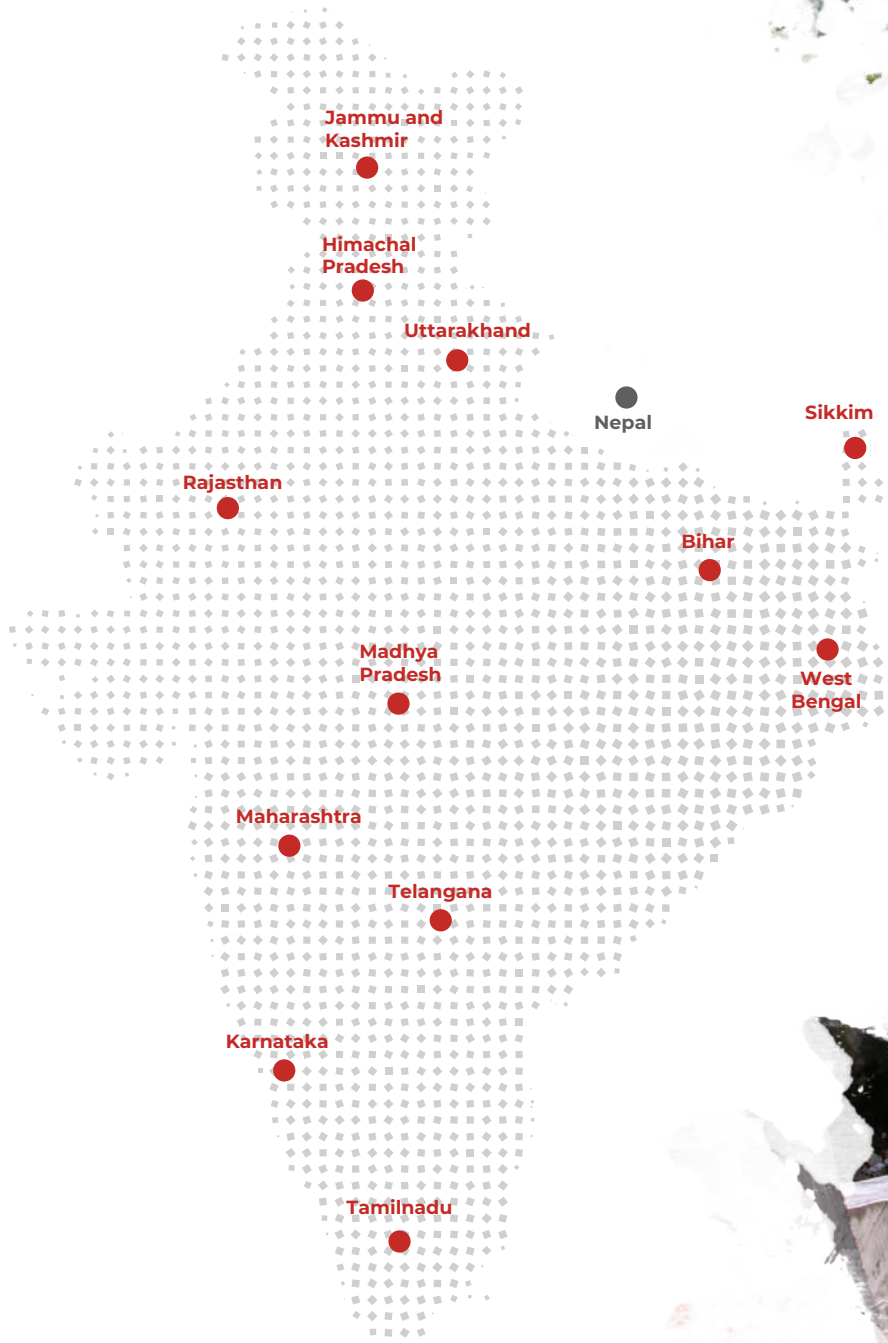 Jammu and
Kashmir
Himachal
Pradesh
Uttarakhand
Nepal
Sikkim
Rajasthan
Bihar
Madhya
Pradesh
West
Bengal
Maharashtra
Telangana
Karnataka
Tamilnadu